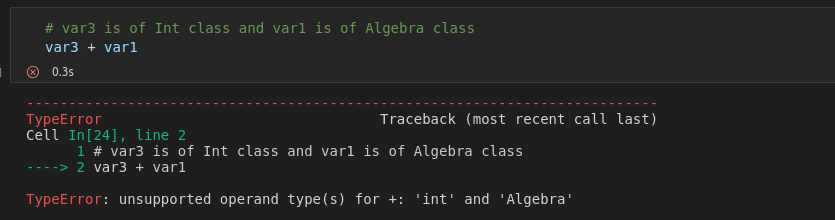 # var3 is of Int class and var1 is of Algebra class
var3 + var1
0.3s
---------------------------------------------------------------------------
TypeError                                 Traceback (most recent call last)
Cell In[24], line 2
      1 # var3 is of Int class and var1 is of Algebra class
----> 2 var3 + var1
TypeError: unsupported operand type(s) for +: 'int' and 'Algebra'